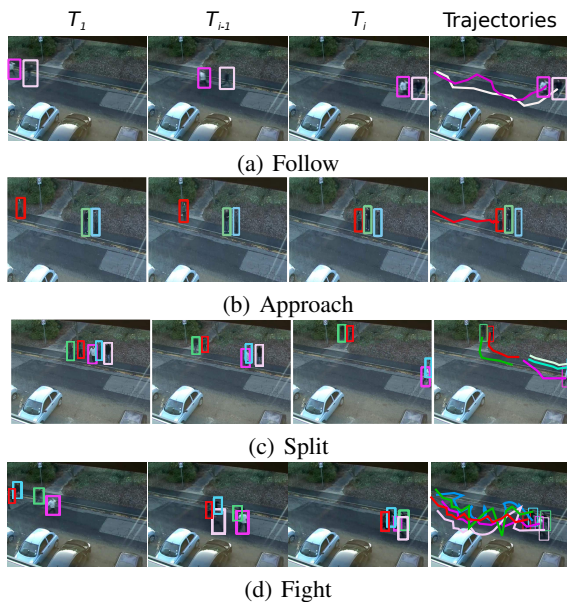 T1 Ti-1 Ti Trajectories
(a) Follow
(b) Approach
(c) Split
(d) Fight